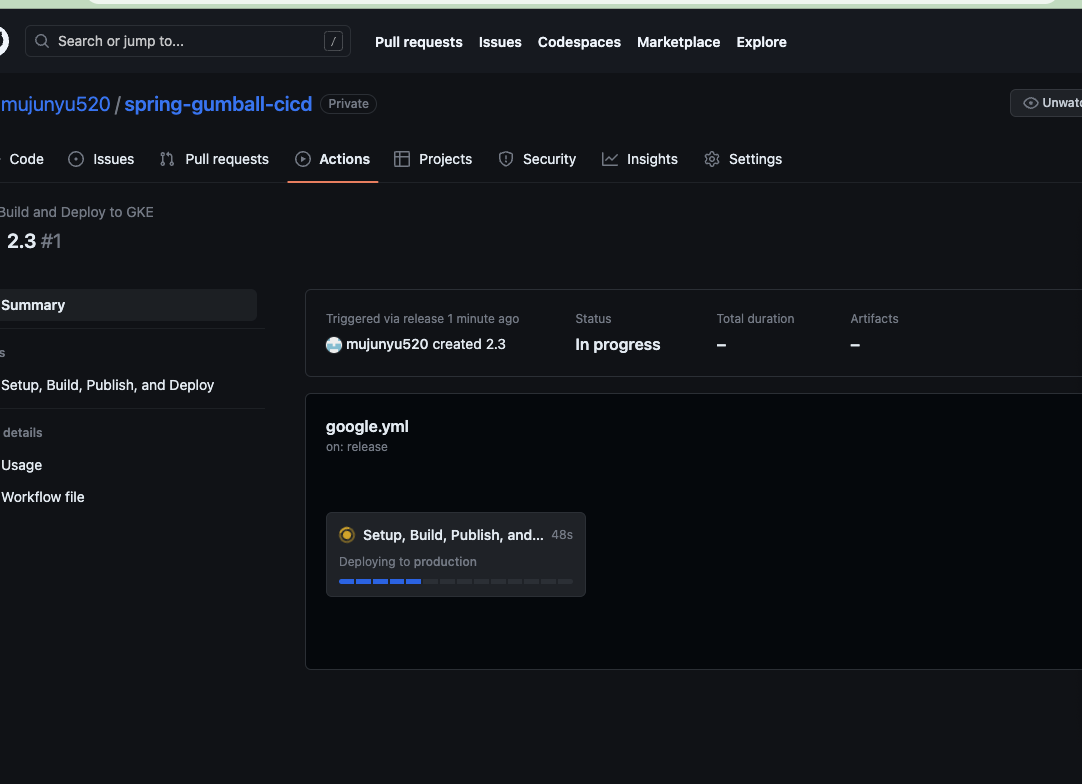 Search or jump to... / Pull requests Issues Codespaces Marketplace Explore
mujunyu520 / spring-gumball-cicd Private
Code Issues Pull requests Actions Projects Security Insights Settings
Build and Deploy to GKE
2.3 #1
Summary
Setup, Build, Publish, and Deploy
details
Usage
Workflow file
Triggered via release 1 minute ago Status Total duration Artifacts
mujunyu520 created 2.3 In progress – –
google.yml
on: release
Setup, Build, Publish, and... 48s
Deploying to production